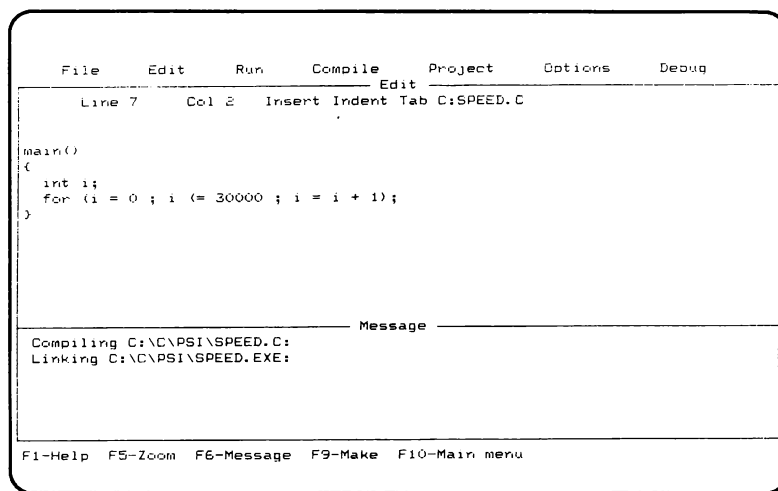 File Edit Run Compile Project Options Debug
Edit
Line 7 Col 2 Insert Indent Tab C:SPEED.C
main()
{
int i;
for (i = 0 ; i <= 30000 ; i = i + 1);
}
Message
Compiling C:\C\PSI\SPEED.C:
Linking C:\C\PSI\SPEED.EXE:
F1-Help F5-Zoom F6-Message F9-Make F10-Main menu